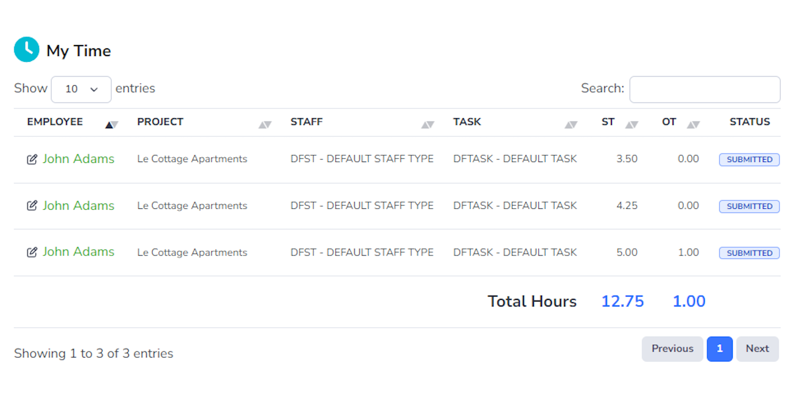 My Time
Show 10 entries Search:
EMPLOYEE PROJECT STAFF TASK ST OT STATUS
John Adams Le Cottage Apartments DFST - DEFAULT STAFF TYPE DFTASK - DEFAULT TASK 3.50 0.00 SUBMITTED
John Adams Le Cottage Apartments DFST - DEFAULT STAFF TYPE DFTASK - DEFAULT TASK 4.25 0.00 SUBMITTED
John Adams Le Cottage Apartments DFST - DEFAULT STAFF TYPE DFTASK - DEFAULT TASK 5.00 1.00 SUBMITTED
Total Hours 12.75 1.00
Showing 1 to 3 of 3 entries Previous 1 Next